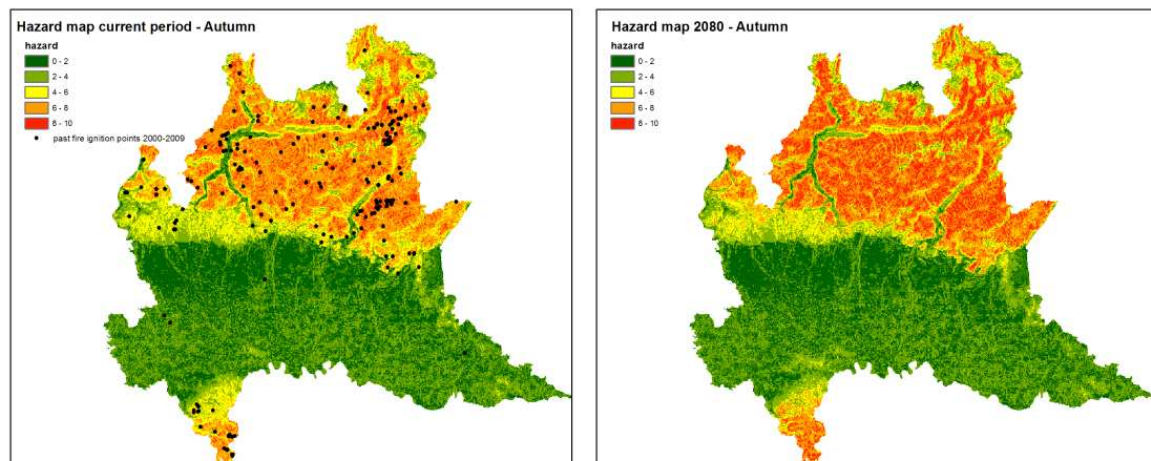 Hazard map current period - Autumn
hazard
0 - 2
2 - 4
4 - 6
6 - 8
8 - 10
past fire ignition points 2000-2009
Hazard map 2080 - Autumn
hazard
0 - 2
2 - 4
4 - 6
6 - 8
8 - 10